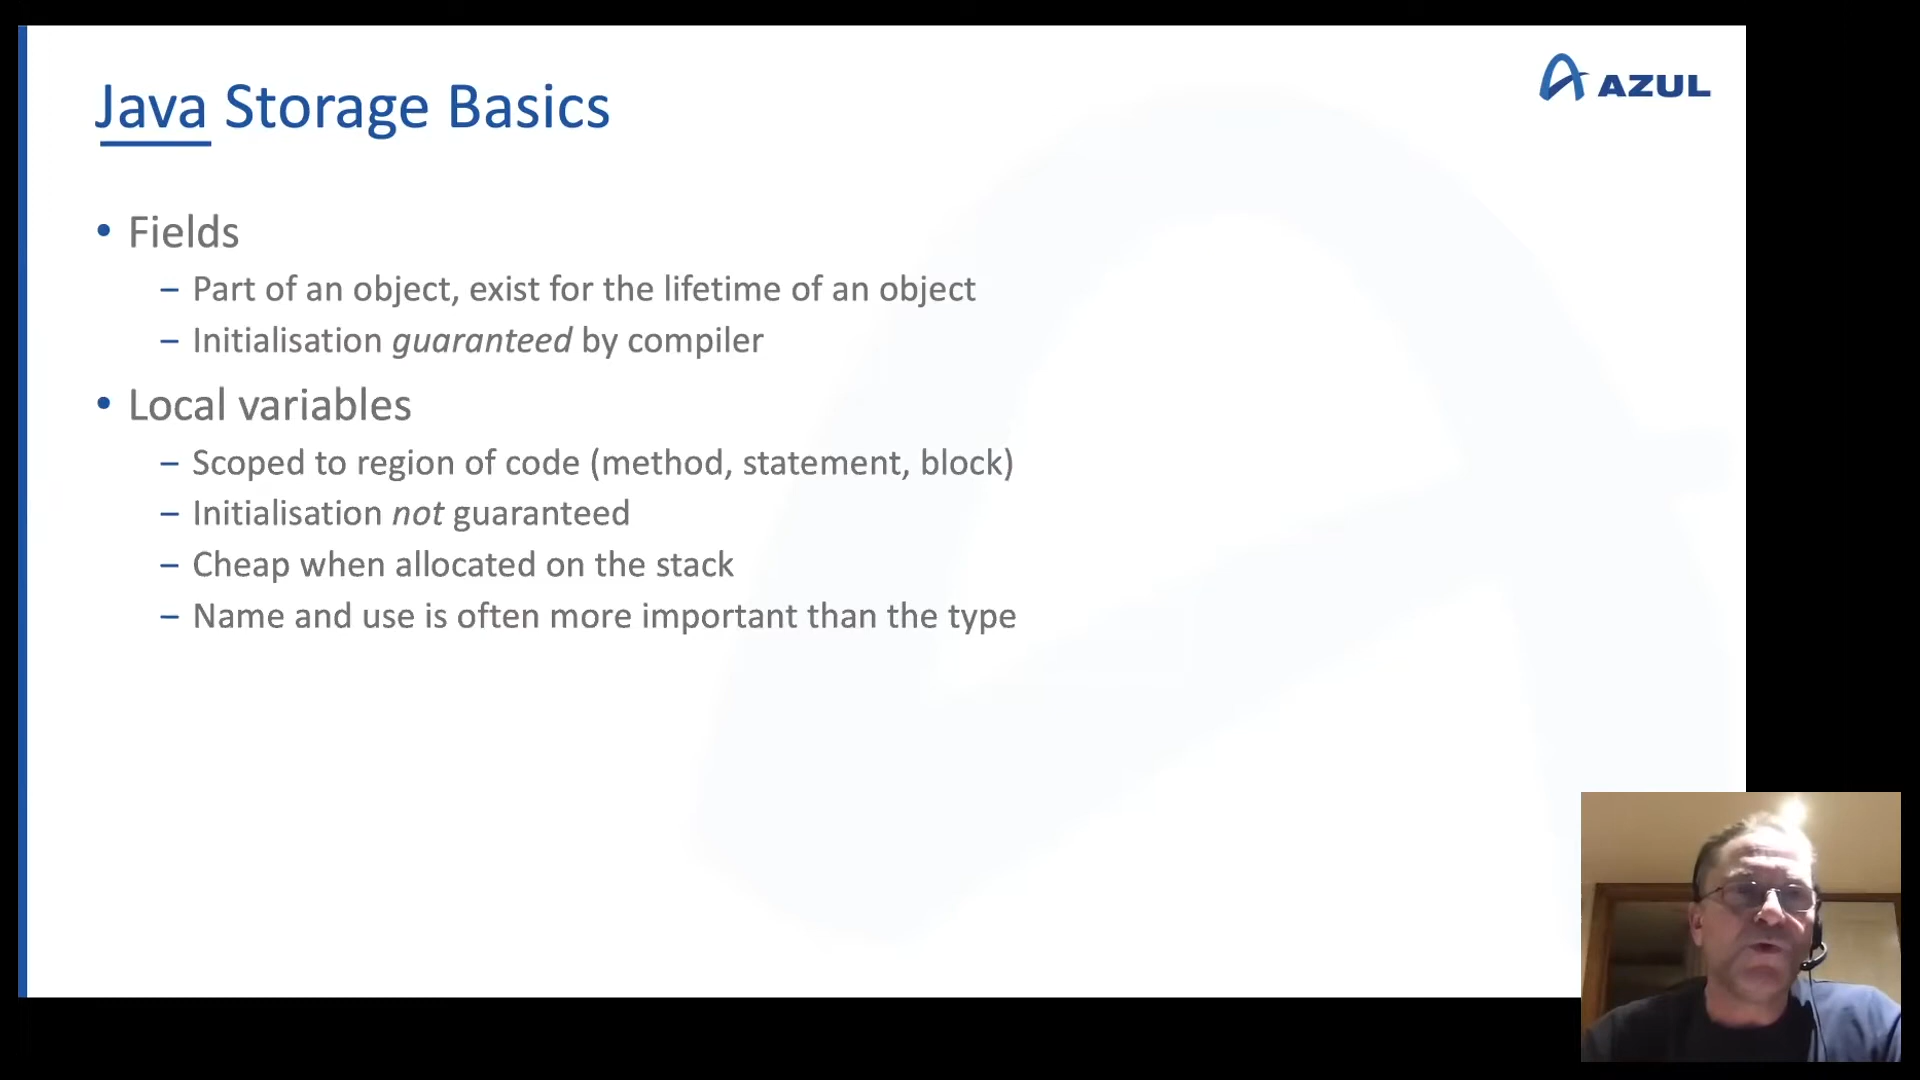 Java Storage Basics
AZUL
• Fields
– Part of an object, exist for the lifetime of an object
– Initialisation guaranteed by compiler
• Local variables
– Scoped to region of code (method, statement, block)
– Initialisation not guaranteed
– Cheap when allocated on the stack
– Name and use is often more important than the type